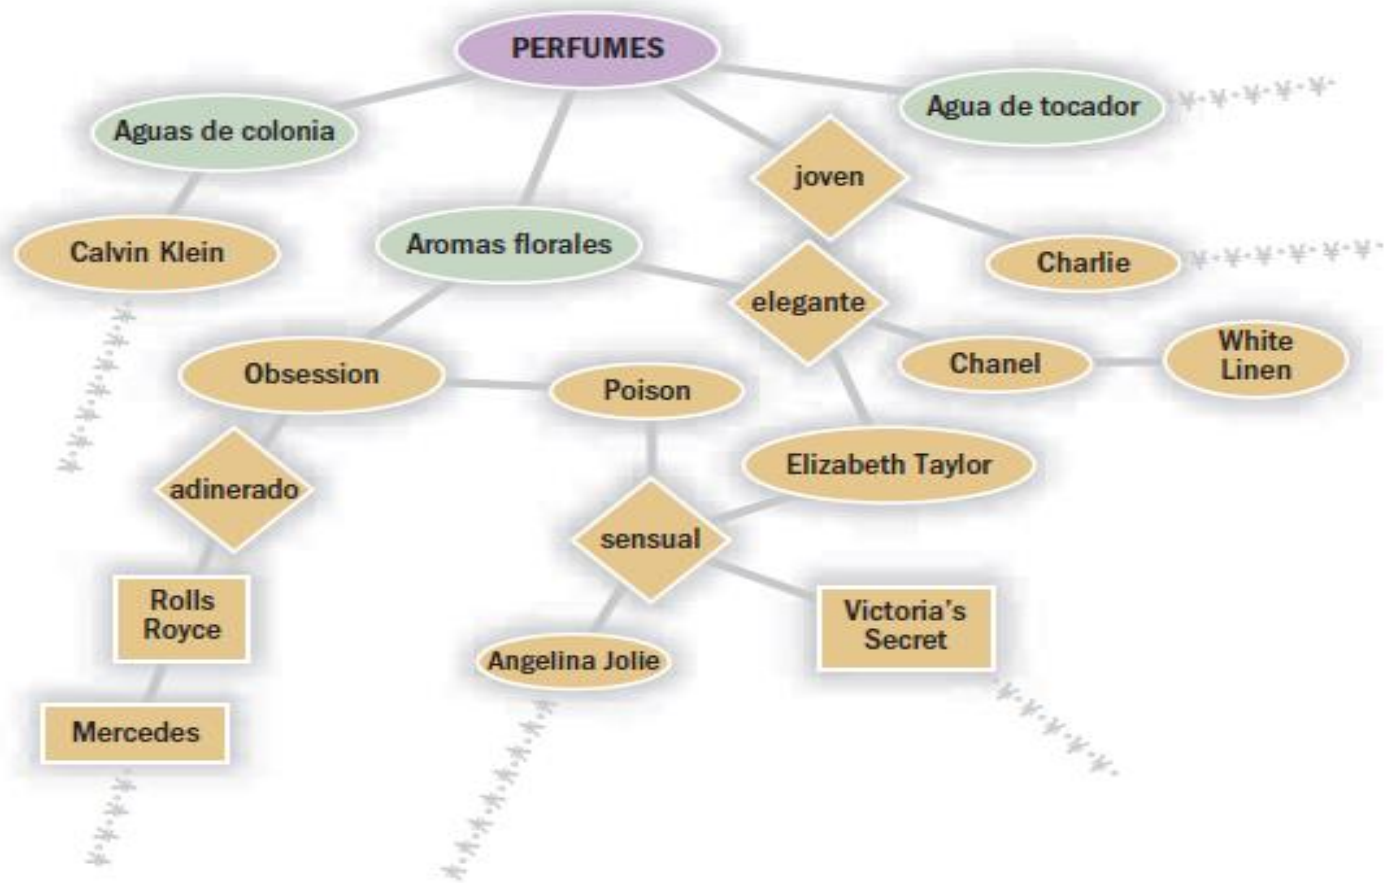 PERFUMES
Agua de tocador
Aguas de colonia
joven
Aromas florales
Calvin Klein
Charlie
elegante
White
Linen
Chanel
Obsession
Poison
Elizabeth Taylor
adinerado
sensual
Rolls
Royce
Victoria's
Secret
Angelina Jolie
Mercedes